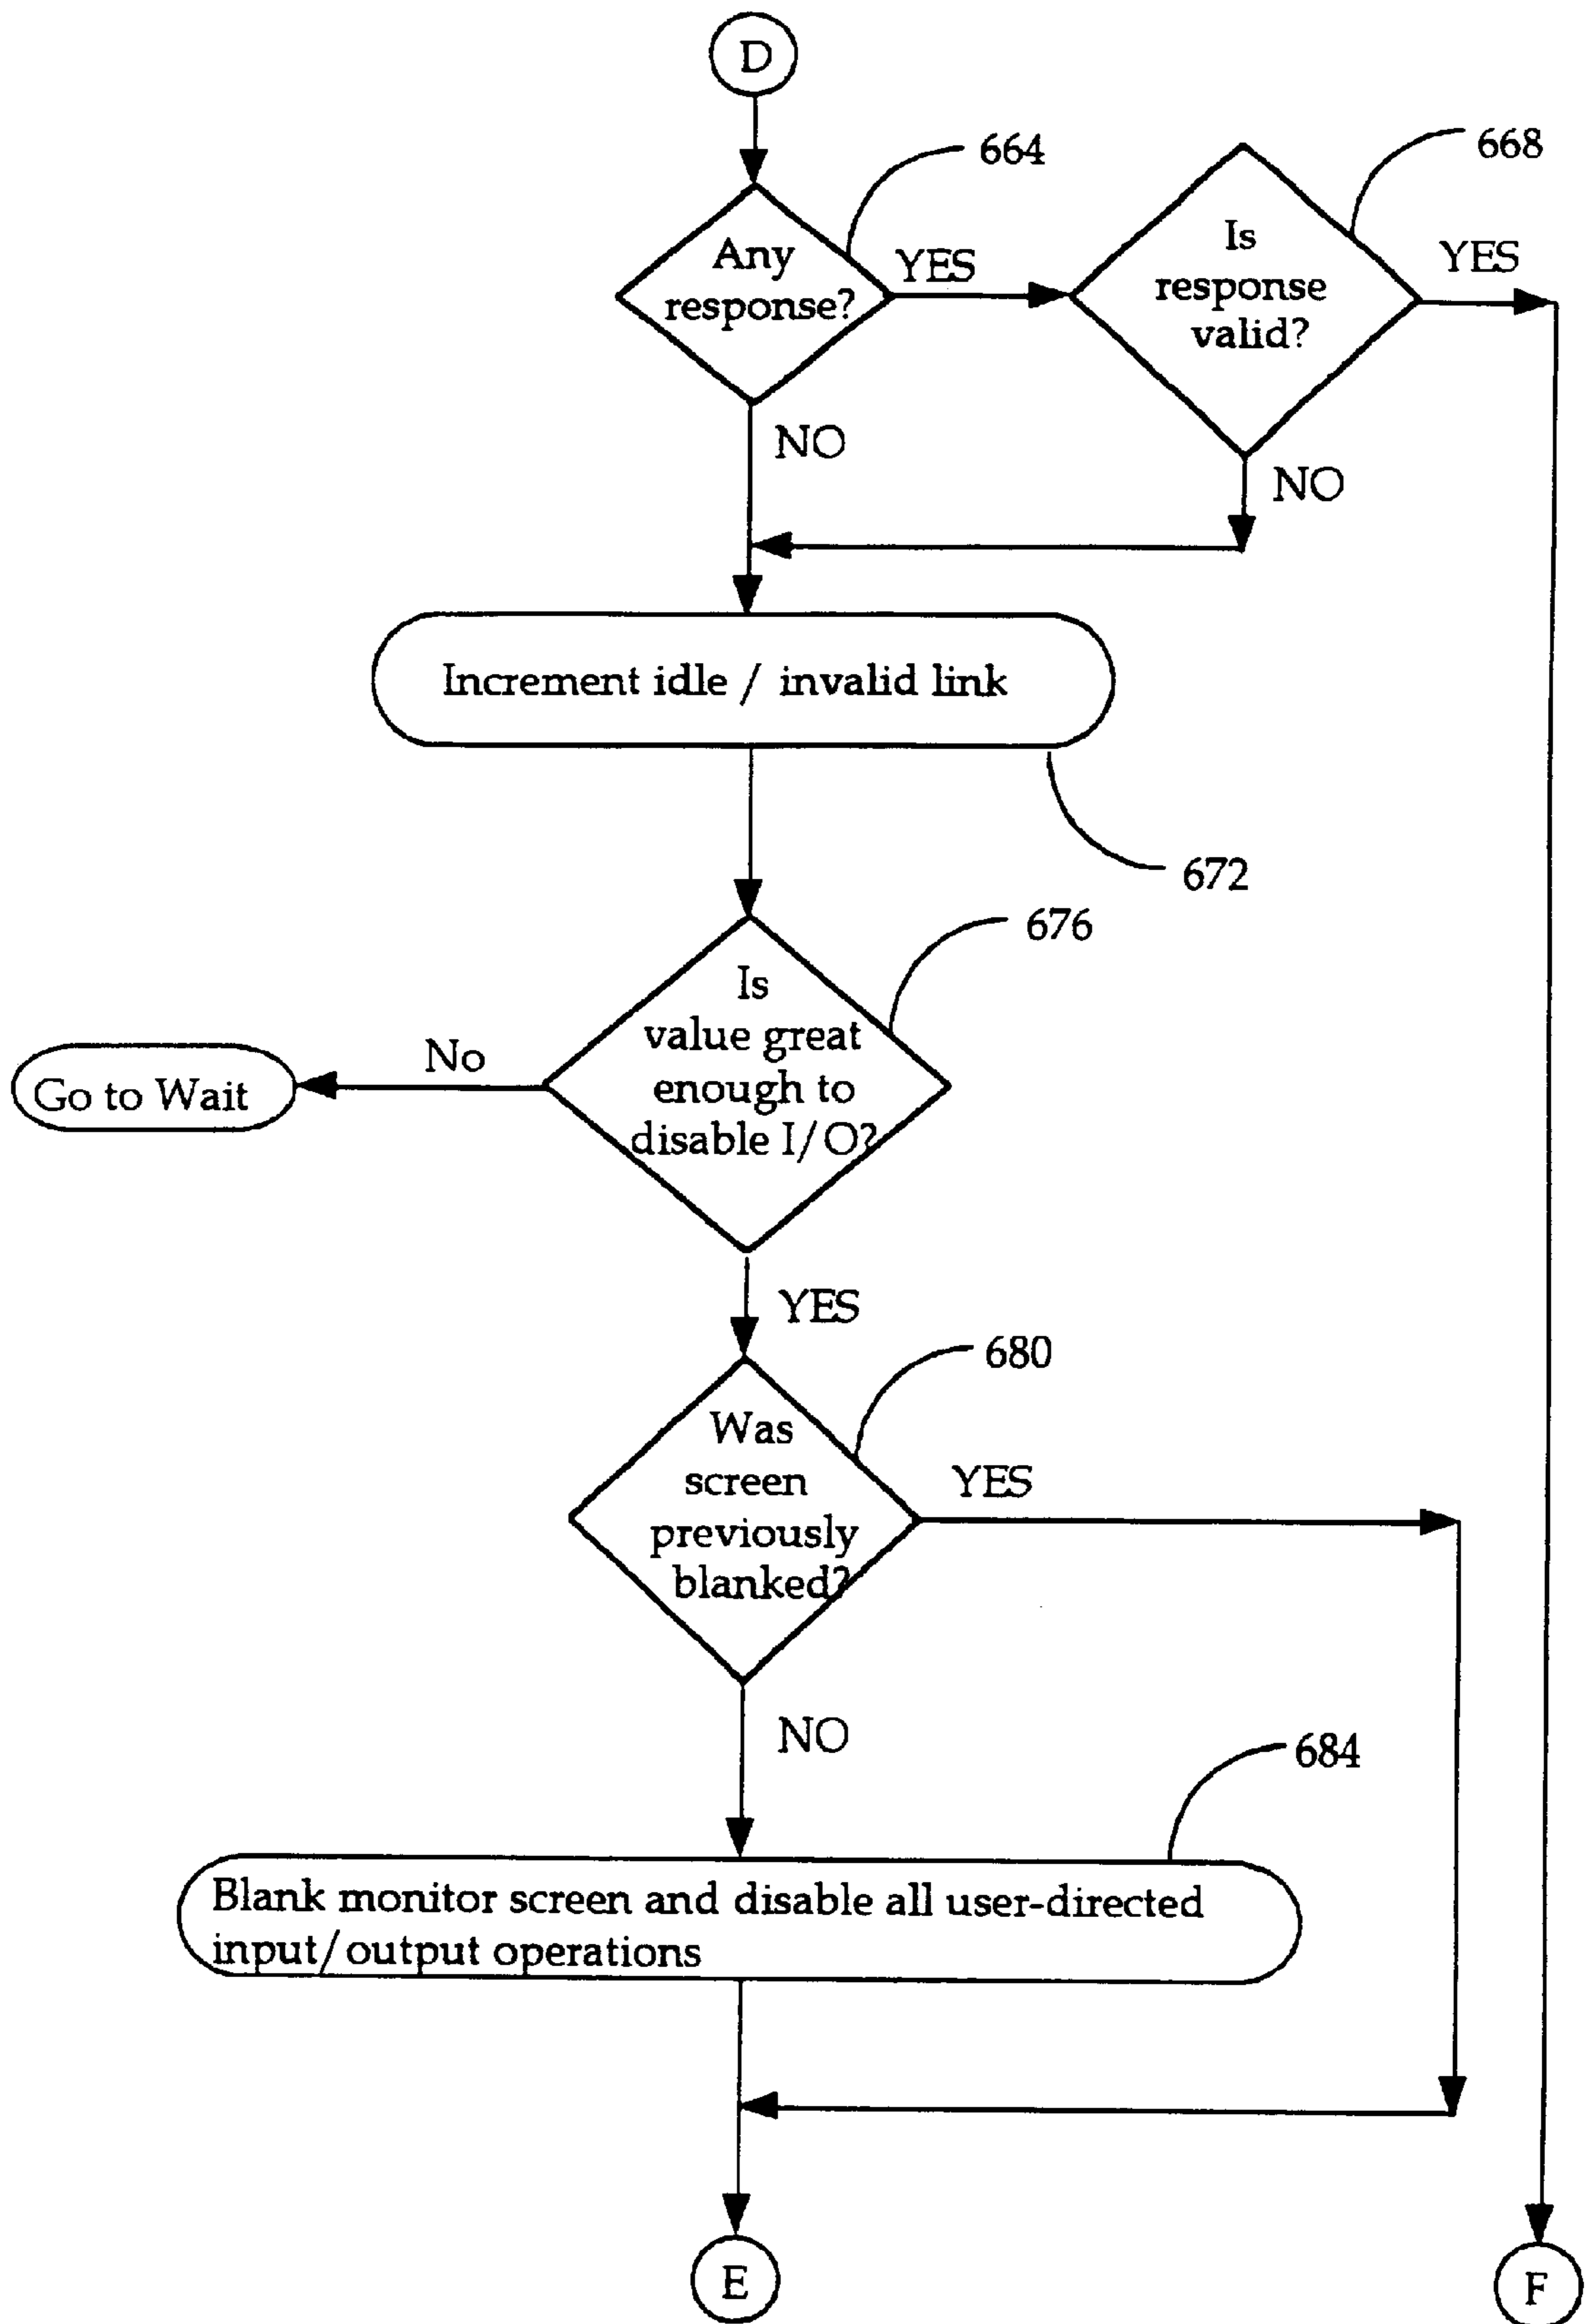 D
664
668
Any
response?
YES
Is
response
valid?
YES
NO
NO
Increment idle / invalid link
672
676
Is
value great
enough to
disable I/O?
No
Go to Wait
YES
680
Was
screen
previously
blanked?
YES
NO
684
Blank monitor screen and disable all user-directed
input/output operations
E
F